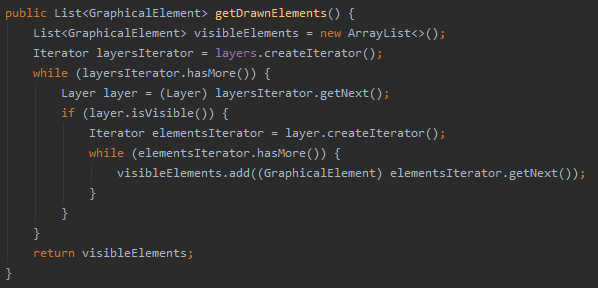 public List<GraphicalElement> getDrawnElements() {
    List<GraphicalElement> visibleElements = new ArrayList<>();
    Iterator layersIterator = layers.createIterator();
    while (layersIterator.hasMore()) {
        Layer layer = (Layer) layersIterator.getNext();
        if (layer.isVisible()) {
            Iterator elementsIterator = layer.createIterator();
            while (elementsIterator.hasMore()) {
                visibleElements.add((GraphicalElement) elementsIterator.getNext());
            }
        }
    }
    return visibleElements;
}